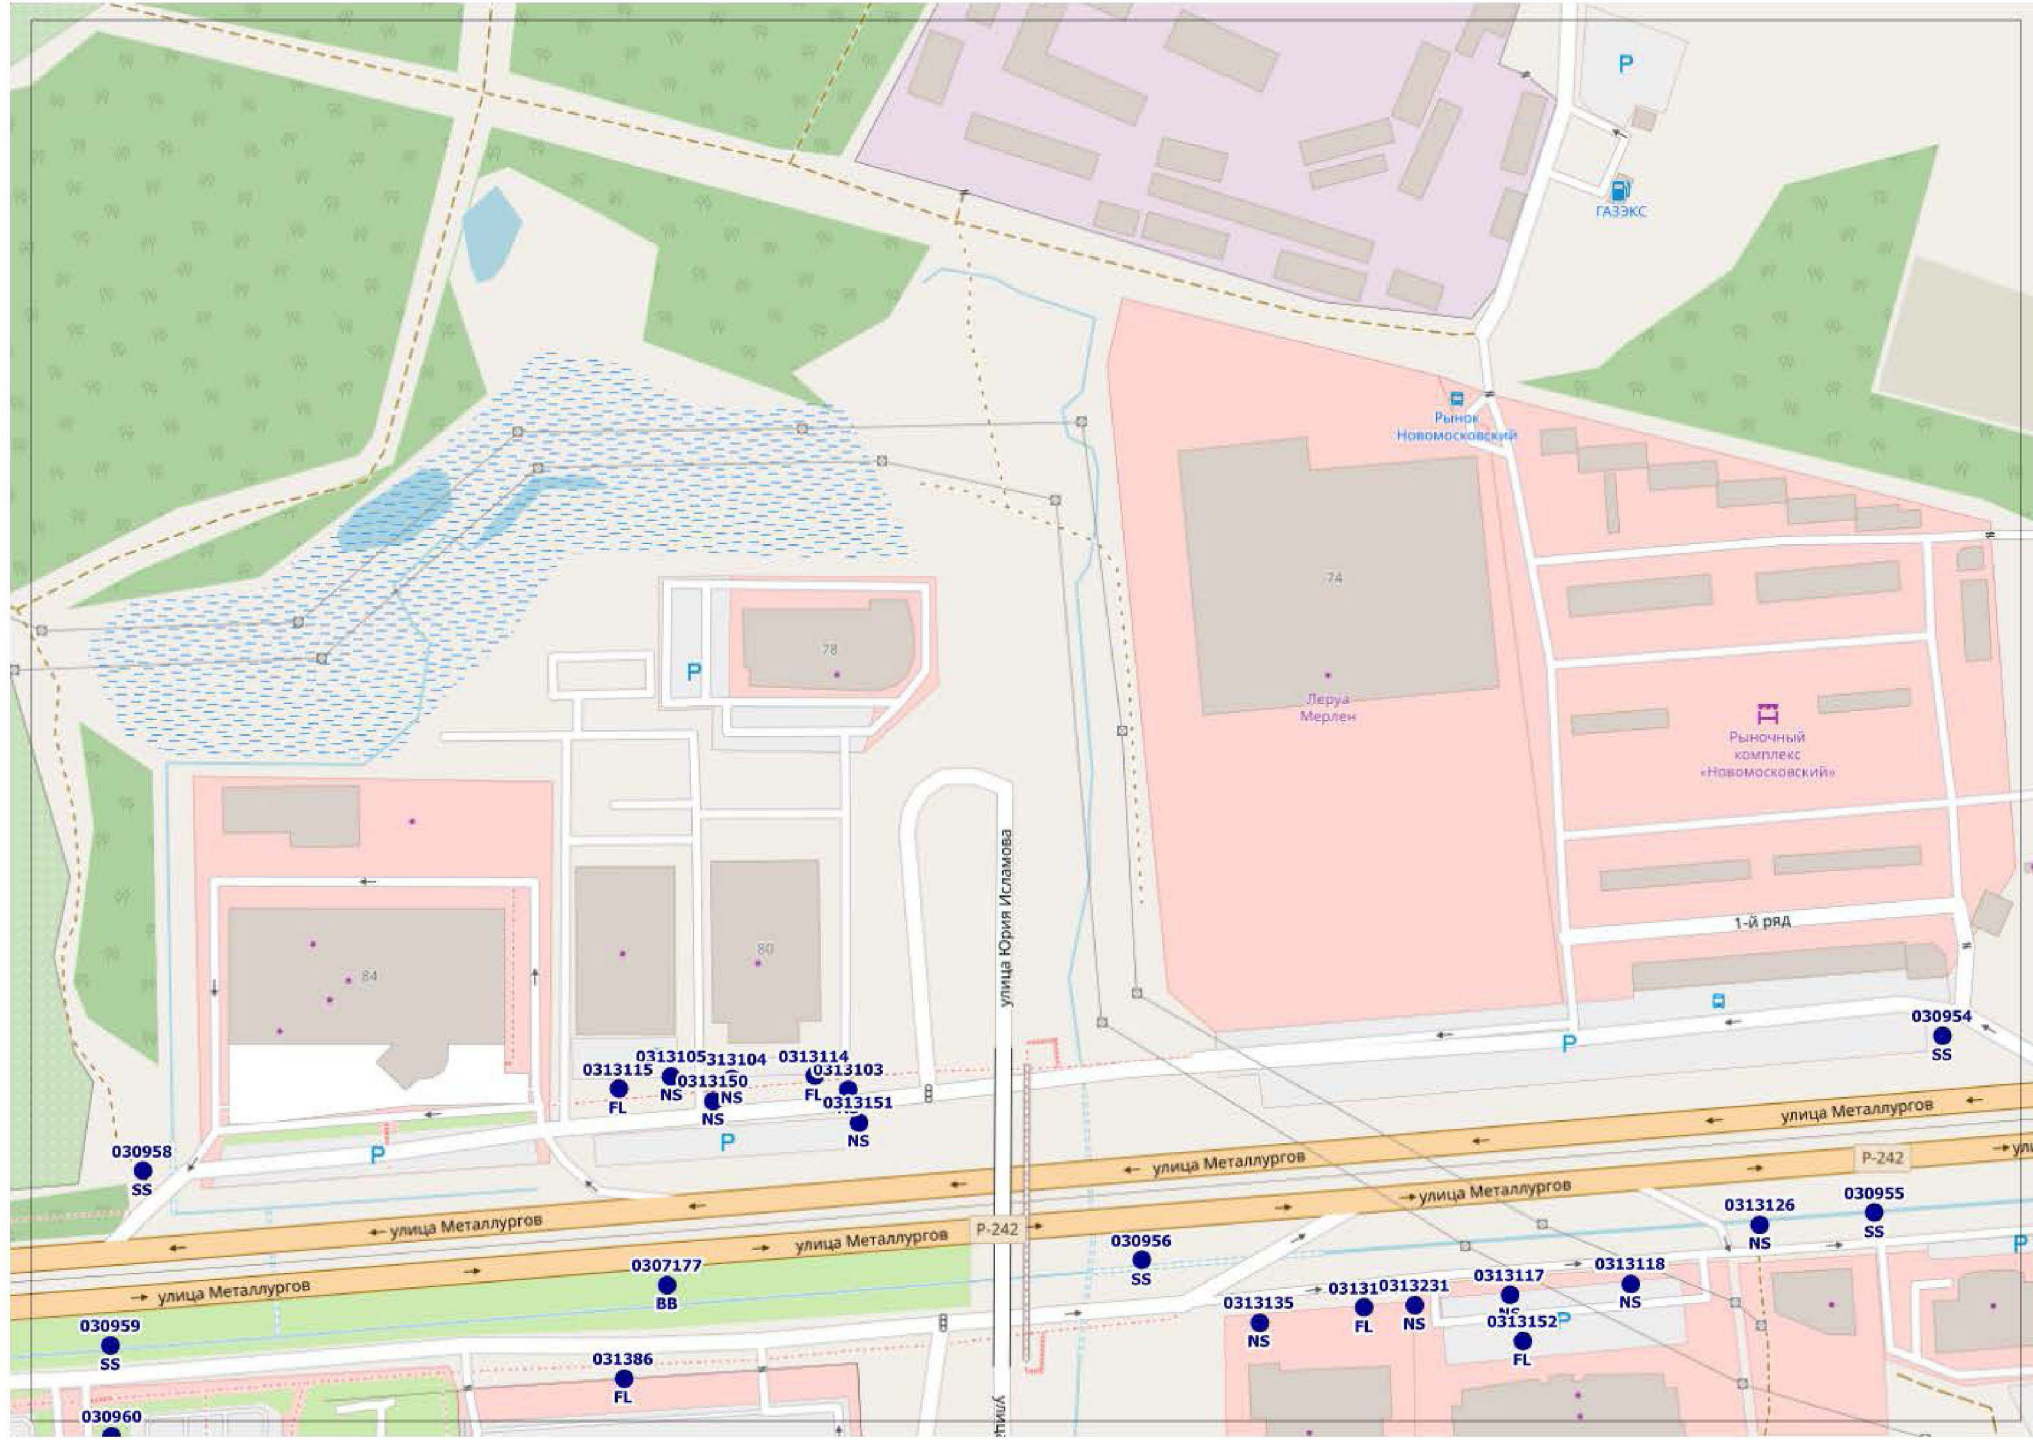 P
ГАЗЭКС
Рынок
Новомосковский
74
78
P
Леруа
Мерлен
Рыночный
комплекс
«Новомосковский»
улица Юрия Исламова
1-й ряд
84
80
030954
SS
P
0313105
313104
0313114
0313115
0313150
0313103
NS
NS
FL
FL
NS
0313151
NS
P
P
030958
SS
улица Металлургов
улица Металлургов
P-242
улица Металлургов
улица Металлургов
P-242
улица Металлургов
улица Металлургов
0313126
NS
030955
SS
P
030956
SS
0307177
BB
0313118
NS
0313117
NS
031310
0313231
FL
NS
0313135
NS
0313152
P
FL
030959
SS
031386
FL
030960